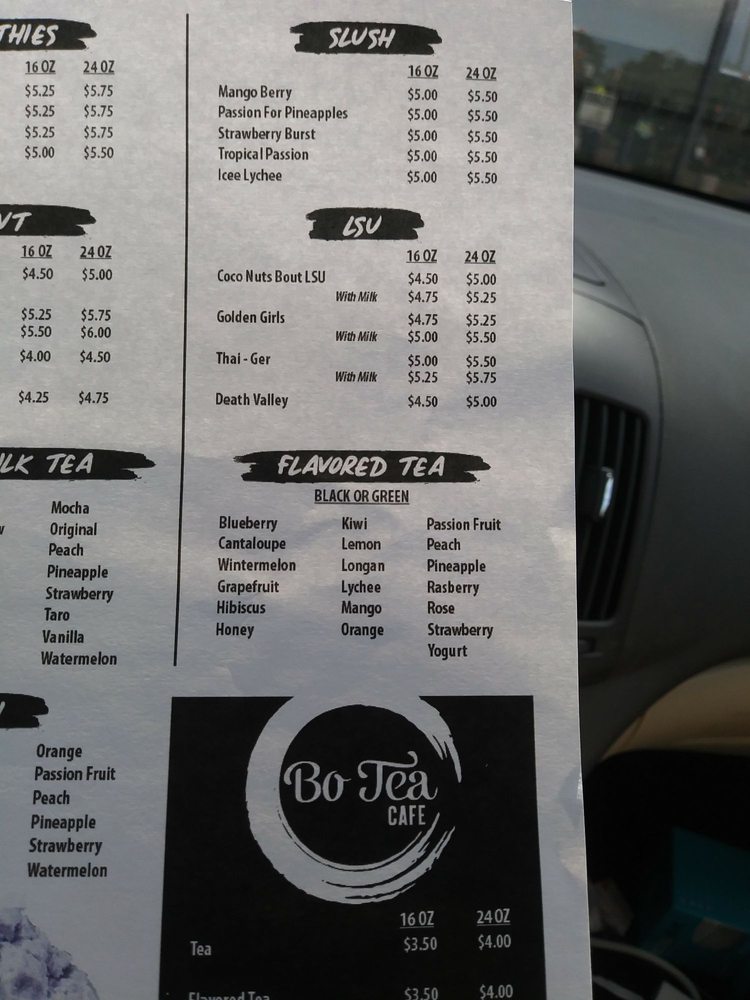 THIES
16 OZ 24 OZ
$5.25 $5.75
$5.25 $5.75
$5.25 $5.75
$5.00 $5.50
16 OZ 24 OZ
$4.50 $5.00
$5.25 $5.75
$5.50 $6.00
$4.00 $4.50
$4.25 $4.75
LK TEA
Mocha
Original
Peach
Pineapple
Strawberry
Taro
Vanilla
Watermelon
Orange
Passion Fruit
Peach
Pineapple
Strawberry
Watermelon
SLUSH
16 OZ 24 OZ
Mango Berry $5.00 $5.50
Passion For Pineapples $5.00 $5.50
Strawberry Burst $5.00 $5.50
Tropical Passion $5.00 $5.50
Icee Lychee $5.00 $5.50
LSU
16 OZ 24 OZ
Coco Nuts Bout LSU $4.50 $5.00
With Milk $4.75 $5.25
Golden Girls $4.75 $5.25
With Milk $5.00 $5.50
Thai - Ger $5.00 $5.50
With Milk $5.25 $5.75
Death Valley $4.50 $5.00
FLAVORED TEA
BLACK OR GREEN
Blueberry Kiwi Passion Fruit
Cantaloupe Lemon Peach
Wintermelon Longan Pineapple
Grapefruit Lychee Rasberry
Hibiscus Mango Rose
Honey Orange Strawberry
Yogurt
Bo Tea
CAFE
16 OZ 24 OZ
Tea $3.50 $4.00
Flavored Tea $3.50 $4.00